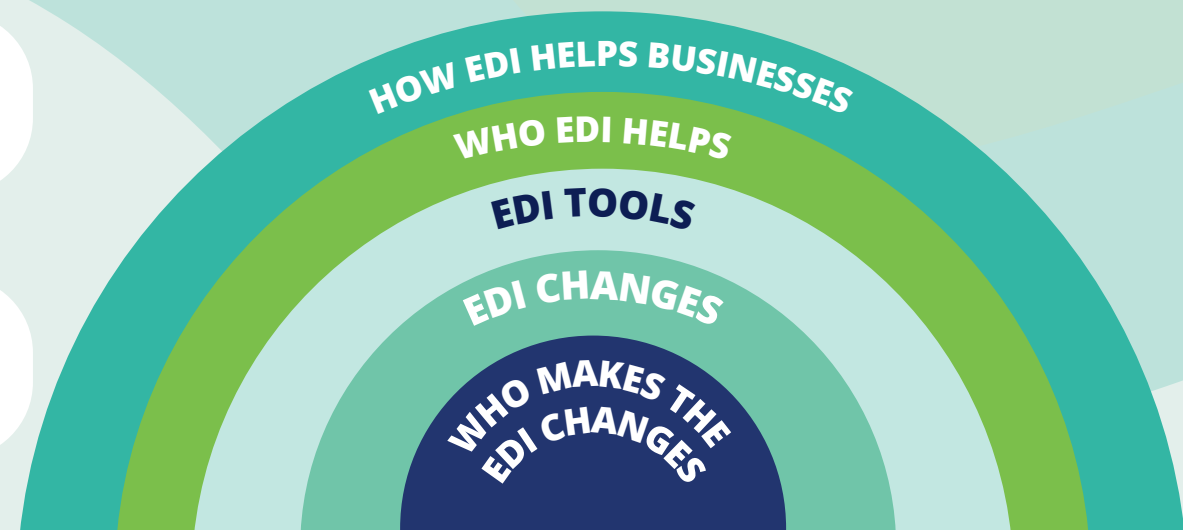 HOW EDI HELPS BUSINESSES
WHO EDI HELPS
EDI TOOLS
EDI CHANGES
WHO MAKES THE
EDI CHANGES